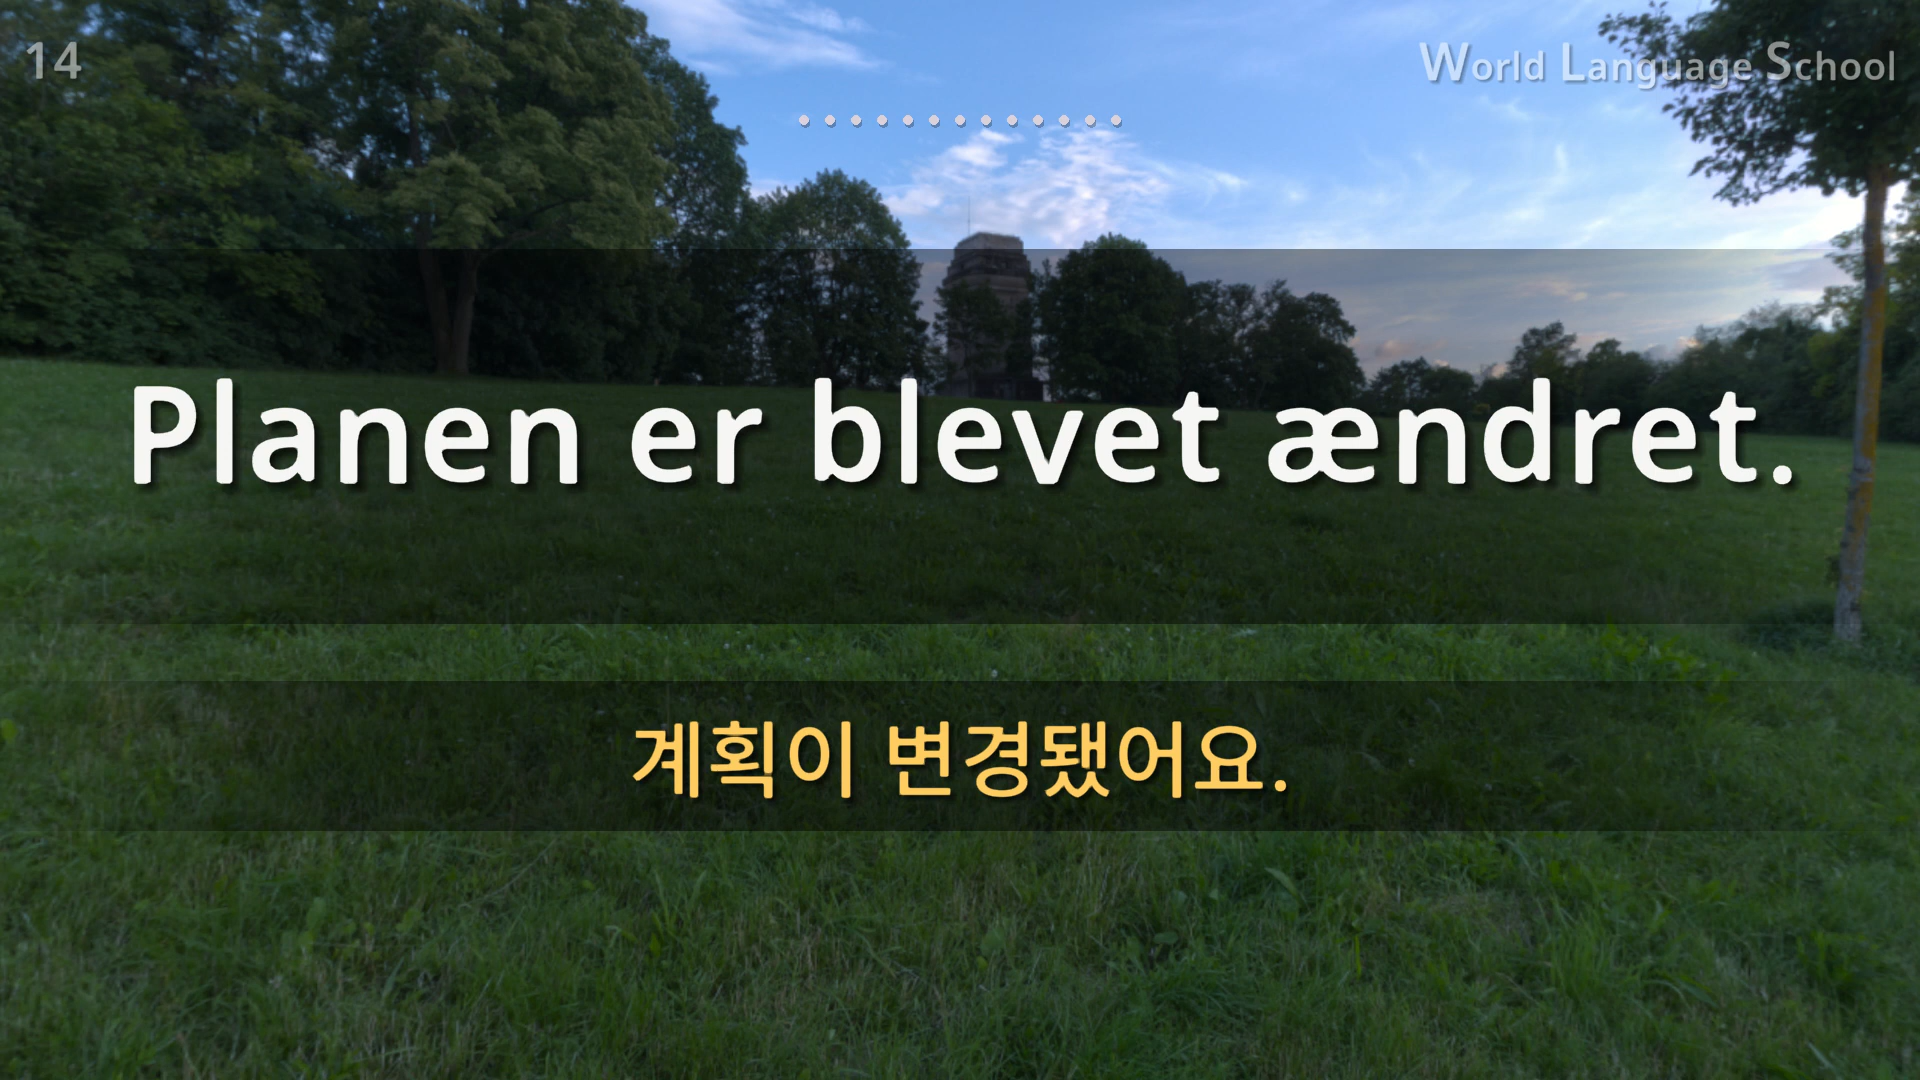 14
World Language School
Planen er blevet ændret.
계획이 변경됐어요.